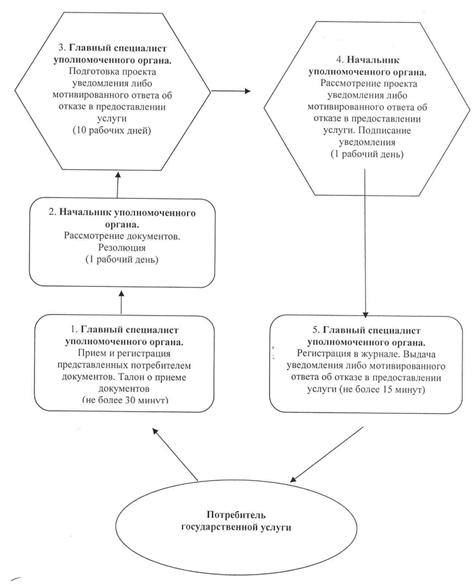 3. Главный специалист
уполномоченного органа.
Подготовка проекта
уведомления либо
мотивированного ответа об
отказе в предоставлении
услуги
(10 рабочих дней)
4. Начальник
уполномоченного органа.
Рассмотрение проекта
уведомления либо
мотивированного ответа об
отказе в предоставлении
услуги. Подписание
уведомления
(1 рабочий день)
2. Начальник уполномоченного
органа.
Рассмотрение документов.
Резолюция
(1 рабочий день)
1. Главный специалист
уполномоченного органа.
Прием и регистрация
представленных потребителем
документов. Талон о приеме
документов
(не более 30 минут)
5. Главный специалист
уполномоченного органа.
Регистрация в журнале. Выдача
уведомления либо мотивированного
ответа об отказе в предоставлении
услуги (не более 15 минут)
Потребитель
государственной услуги